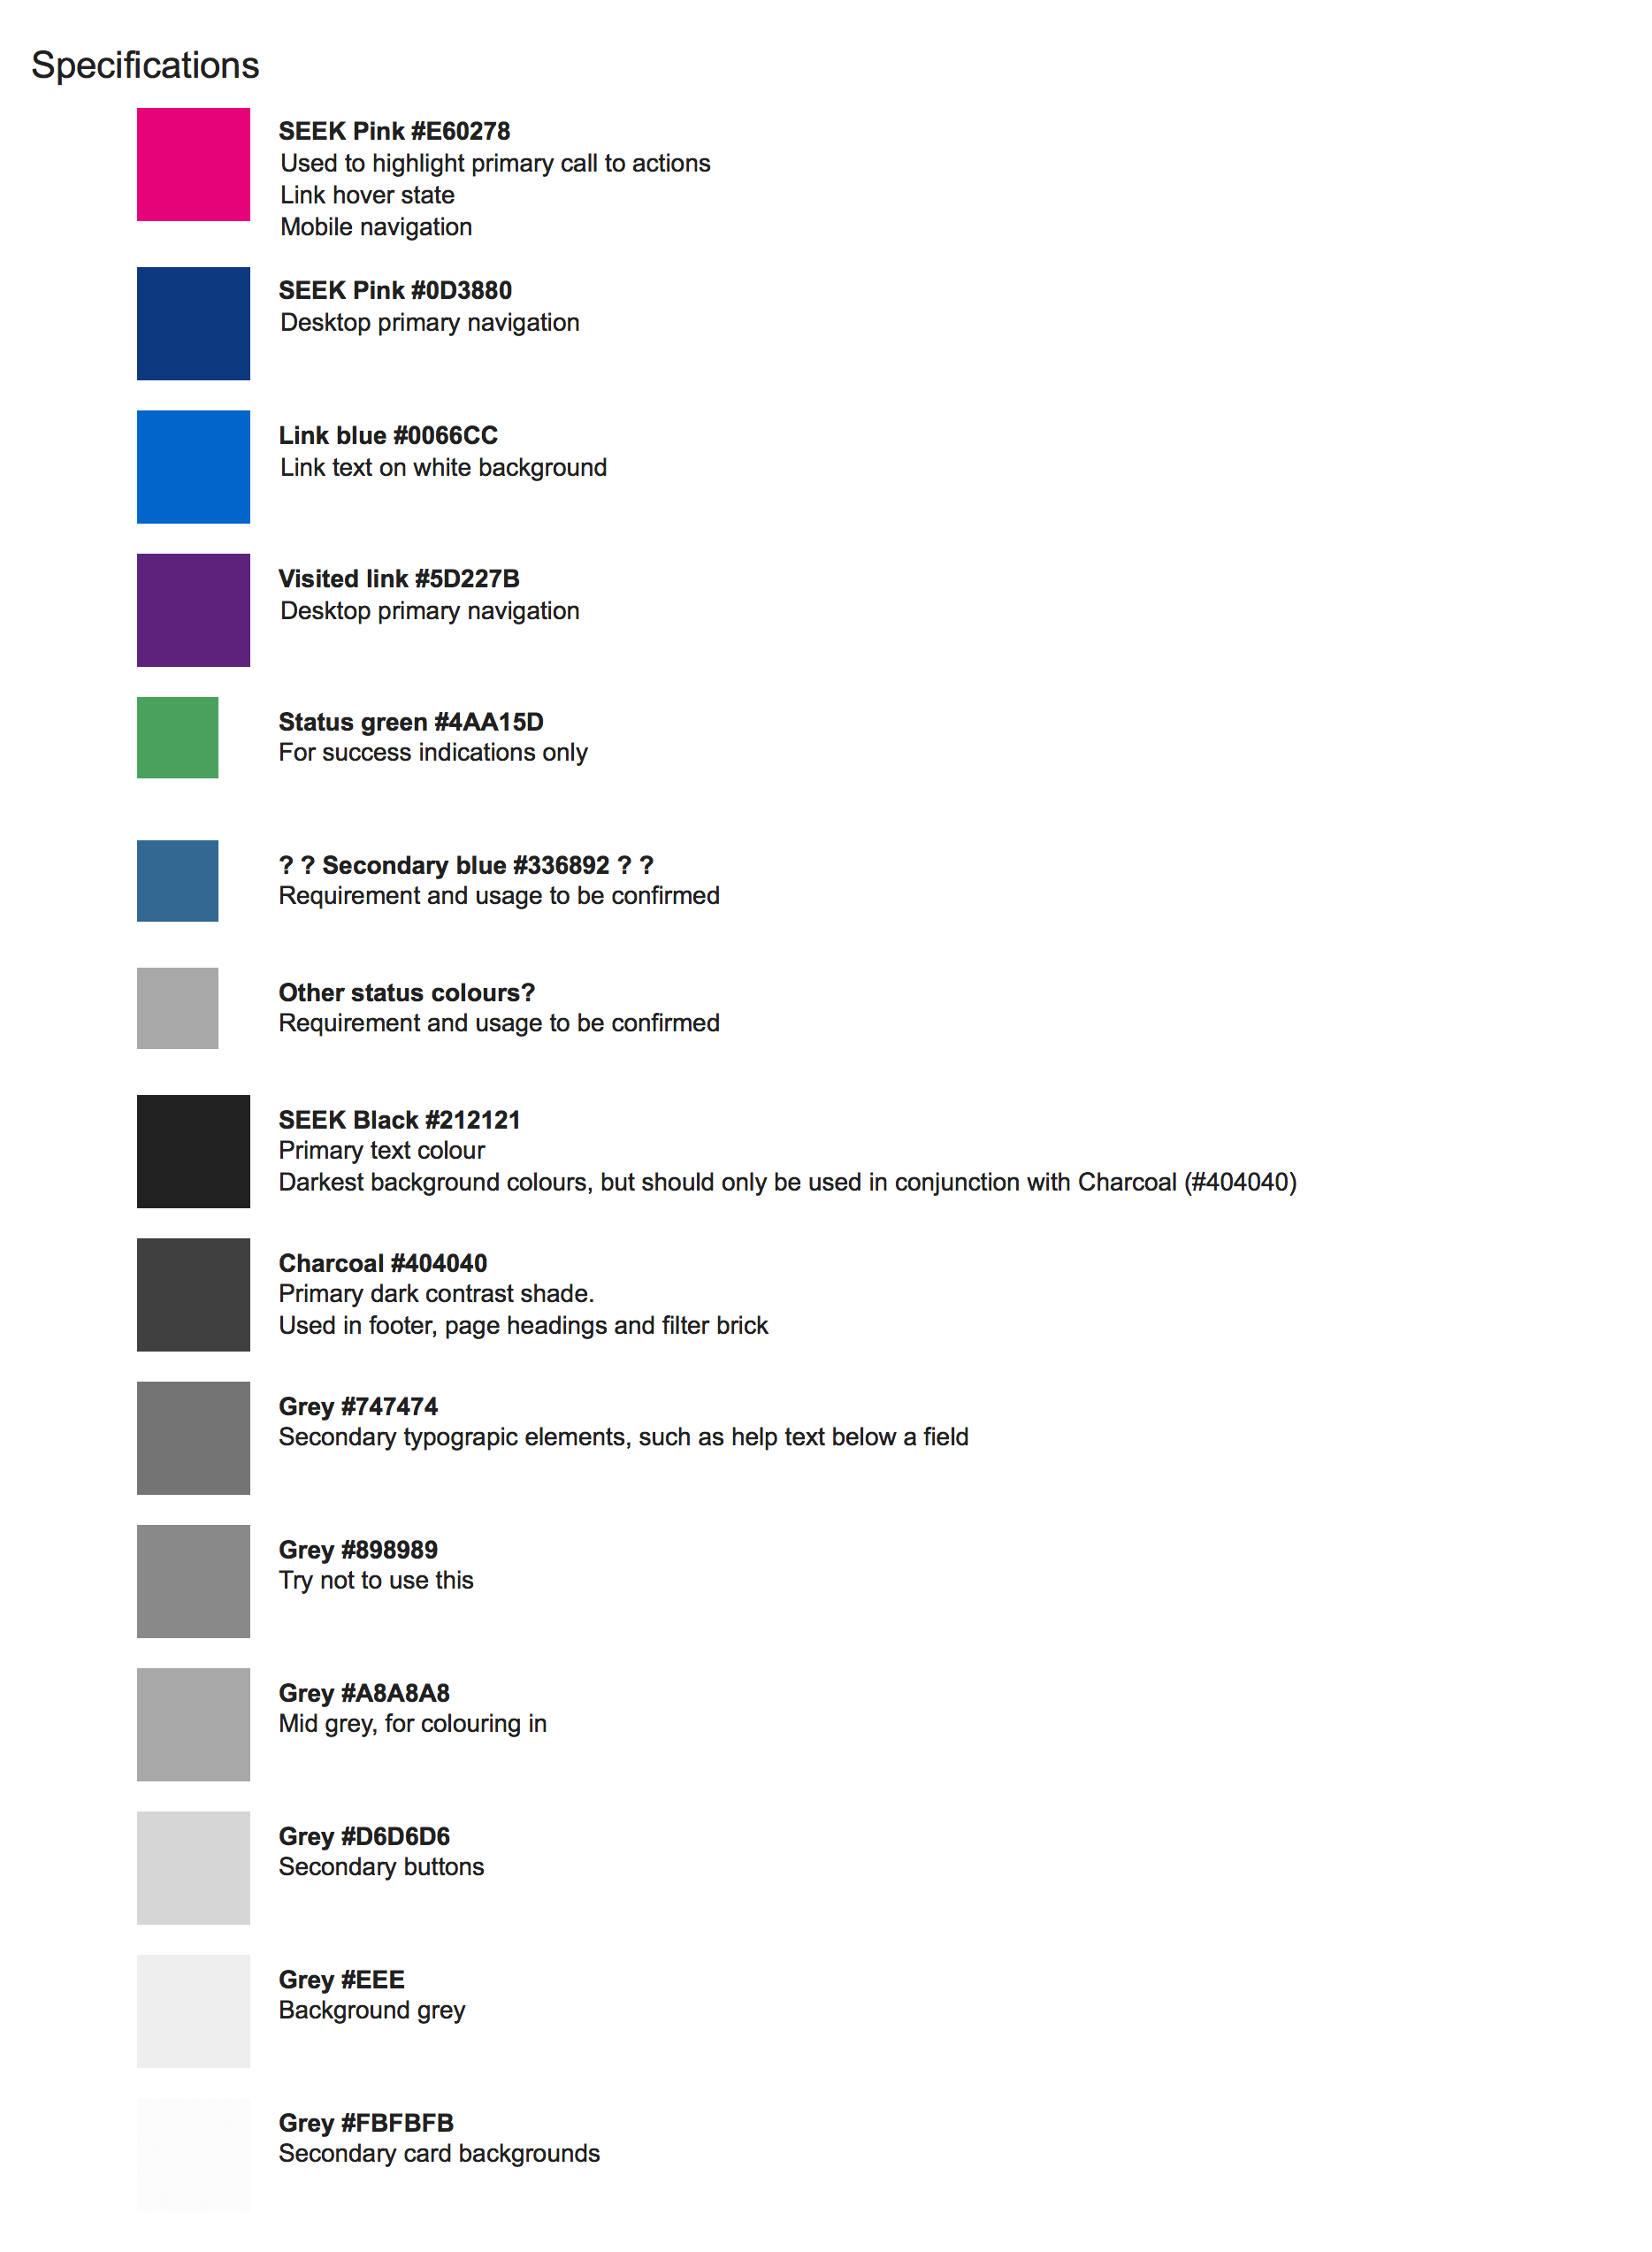 Specifications
SEEK Pink #E60278
Used to highlight primary call to actions
Link hover state
Mobile navigation
SEEK Pink #0D3880
Desktop primary navigation
Link blue #0066CC
Link text on white background
Visited link #5D227B
Desktop primary navigation
Status green #4AA15D
For success indications only
? ? Secondary blue #336892 ? ?
Requirement and usage to be confirmed
Other status colours?
Requirement and usage to be confirmed
SEEK Black #212121
Primary text colour
Darkest background colours, but should only be used in conjunction with Charcoal (#404040)
Charcoal #404040
Primary dark contrast shade.
Used in footer, page headings and filter brick
Grey #747474
Secondary typograpic elements, such as help text below a field
Grey #898989
Try not to use this
Grey #A8A8A8
Mid grey, for colouring in
Grey #D6D6D6
Secondary buttons
Grey #EEE
Background grey
Grey #FBFBFB
Secondary card backgrounds